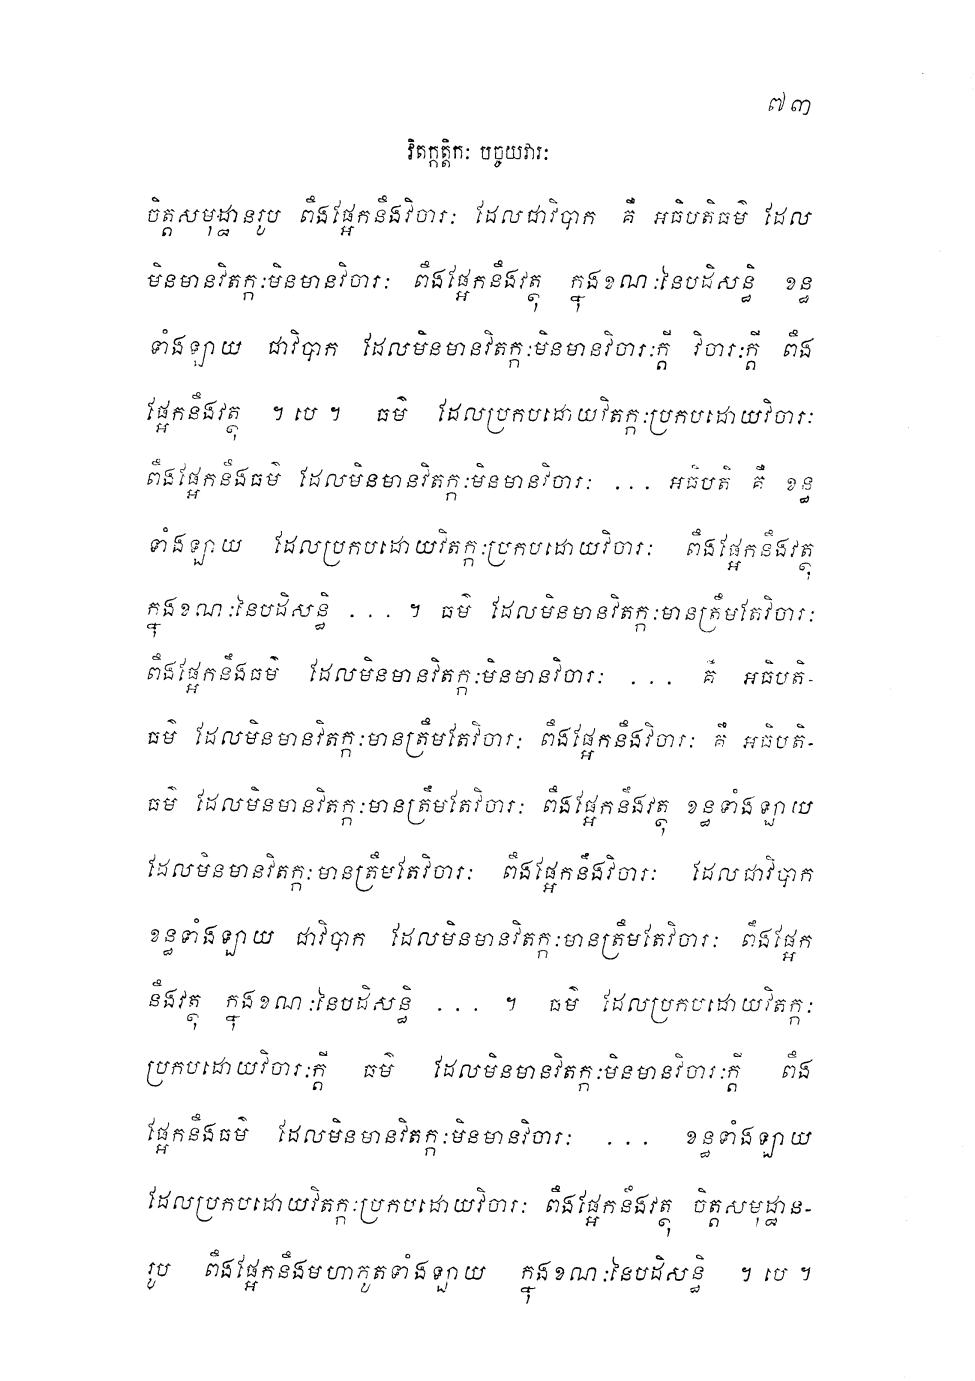 ៧៣
វិតក្កត្តិកៈ បច្ចយវារៈ
ចិត្តសមុដ្ឋានរូប ពឹងផ្អែកនឹងវិចារៈ ដែលជាវិបាក គឺ អធិបតិធម៌ ដែល
មិនមានវិតក្កៈមិនមានវិចារៈ ពឹងផ្អែកនឹងវត្ថុ ក្នុងខណៈនៃបដិសន្ធិ ខន្ធ
ទាំងឡាយ ជាវិបាក ដែលមិនមានវិតក្កៈមិនមានវិចារៈក្តី វិចារៈក្តី ពឹង
ផ្អែកនឹងវត្ថុ ។ បេ ។ ធម៌ ដែលប្រកបដោយវិតក្កៈប្រកបដោយវិចារៈ
ពឹងផ្អែកនឹងធម៌ ដែលមិនមានវិតក្កៈមិនមានវិចារៈ ... អធិបតិ គឺ ខន្ធ
ទាំងឡាយ ដែលប្រកបដោយវិតក្កៈប្រកបដោយវិចារៈ ពឹងផ្អែកនឹងវត្ថុ
ក្នុងខណៈនៃបដិសន្ធិ ... ។ ធម៌ ដែលមិនមានវិតក្កៈមានត្រឹមតែវិចារៈ
ពឹងផ្អែកនឹងធម៌ ដែលមិនមានវិតក្កៈមិនមានវិចារៈ ... គឺ អធិបតិ-
ធម៌ ដែលមិនមានវិតក្កៈមានត្រឹមតែវិចារៈ ពឹងផ្អែកនឹងវិចារៈ គឺ អធិបតិ-
ធម៌ ដែលមិនមានវិតក្កៈមានត្រឹមតែវិចារៈ ពឹងផ្អែកនឹងវត្ថុ ខន្ធទាំងឡាយ
ដែលមិនមានវិតក្កៈមានត្រឹមតែវិចារៈ ពឹងផ្អែកនឹងវិចារៈ ដែលជាវិបាក
ខន្ធទាំងឡាយ ជាវិបាក ដែលមិនមានវិតក្កៈមានត្រឹមតែវិចារៈ ពឹងផ្អែក
នឹងវត្ថុ ក្នុងខណៈនៃបដិសន្ធិ ... ។ ធម៌ ដែលប្រកបដោយវិតក្កៈ
ប្រកបដោយវិចារៈក្តី ធម៌ ដែលមិនមានវិតក្កៈមិនមានវិចារៈក្តី ពឹង
ផ្អែកនឹងធម៌ ដែលមិនមានវិតក្កៈមិនមានវិចារៈ ... ខន្ធទាំងឡាយ
ដែលប្រកបដោយវិតក្កៈប្រកបដោយវិចារៈ ពឹងផ្អែកនឹងវត្ថុ ចិត្តសមុដ្ឋាន-
រូប ពឹងផ្អែកនឹងមហាភូតទាំងឡាយ ក្នុងខណៈនៃបដិសន្ធិ ។ បេ ។